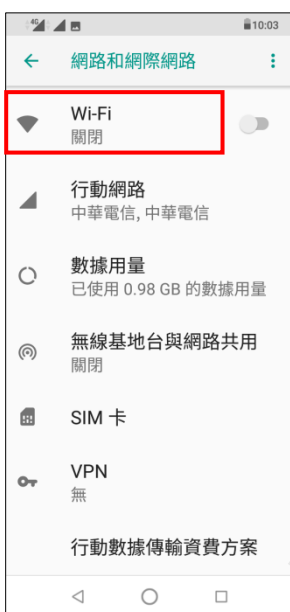 4G 10:03
網路和網際網路
Wi-Fi
關閉
行動網路
中華電信, 中華電信
數據用量
已使用 0.98 GB 的數據用量
無線基地台與網路共用
關閉
SIM 卡
VPN
無
行動數據傳輸資費方案